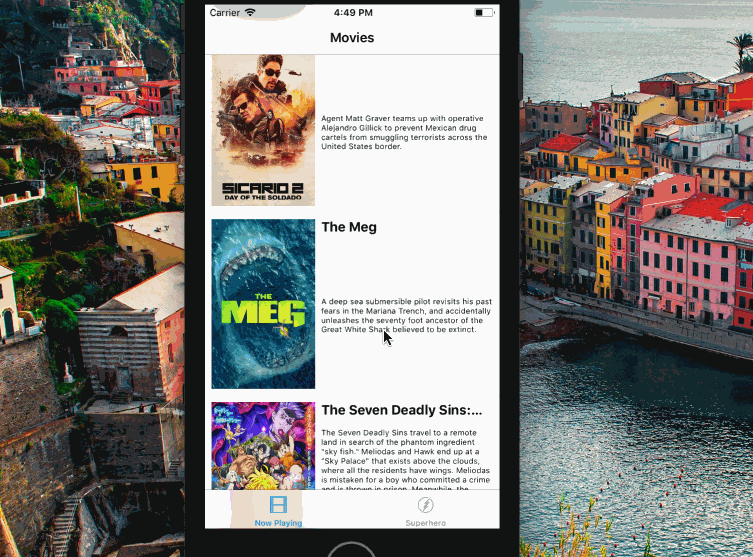 Carrier
4:49 PM
Movies
SICARIO 2
DAY OF THE SOLDADO
Agent Matt Graver teams up with operative
Alejandro Gillick to prevent Mexican drug
cartels from smuggling terrorists across the
United States border.
The Meg
THE
MEG
A deep sea submersible pilot revisits his past
fears in the Mariana Trench, and accidentally
unleashes the seventy foot ancestor of the
Great White Shark believed to be extinct.
The Seven Deadly Sins:...
The Seven Deadly Sins travel to a remote
land in search of the phantom ingredient
"sky fish." Meliodas and Hawk end up at a
"Sky Palace" that exists above the clouds,
where all the residents have wings. Meliodas
is mistaken for a boy who committed a crime
and is thrown in prison. Meanwhile, the
Now Playing
Superhero